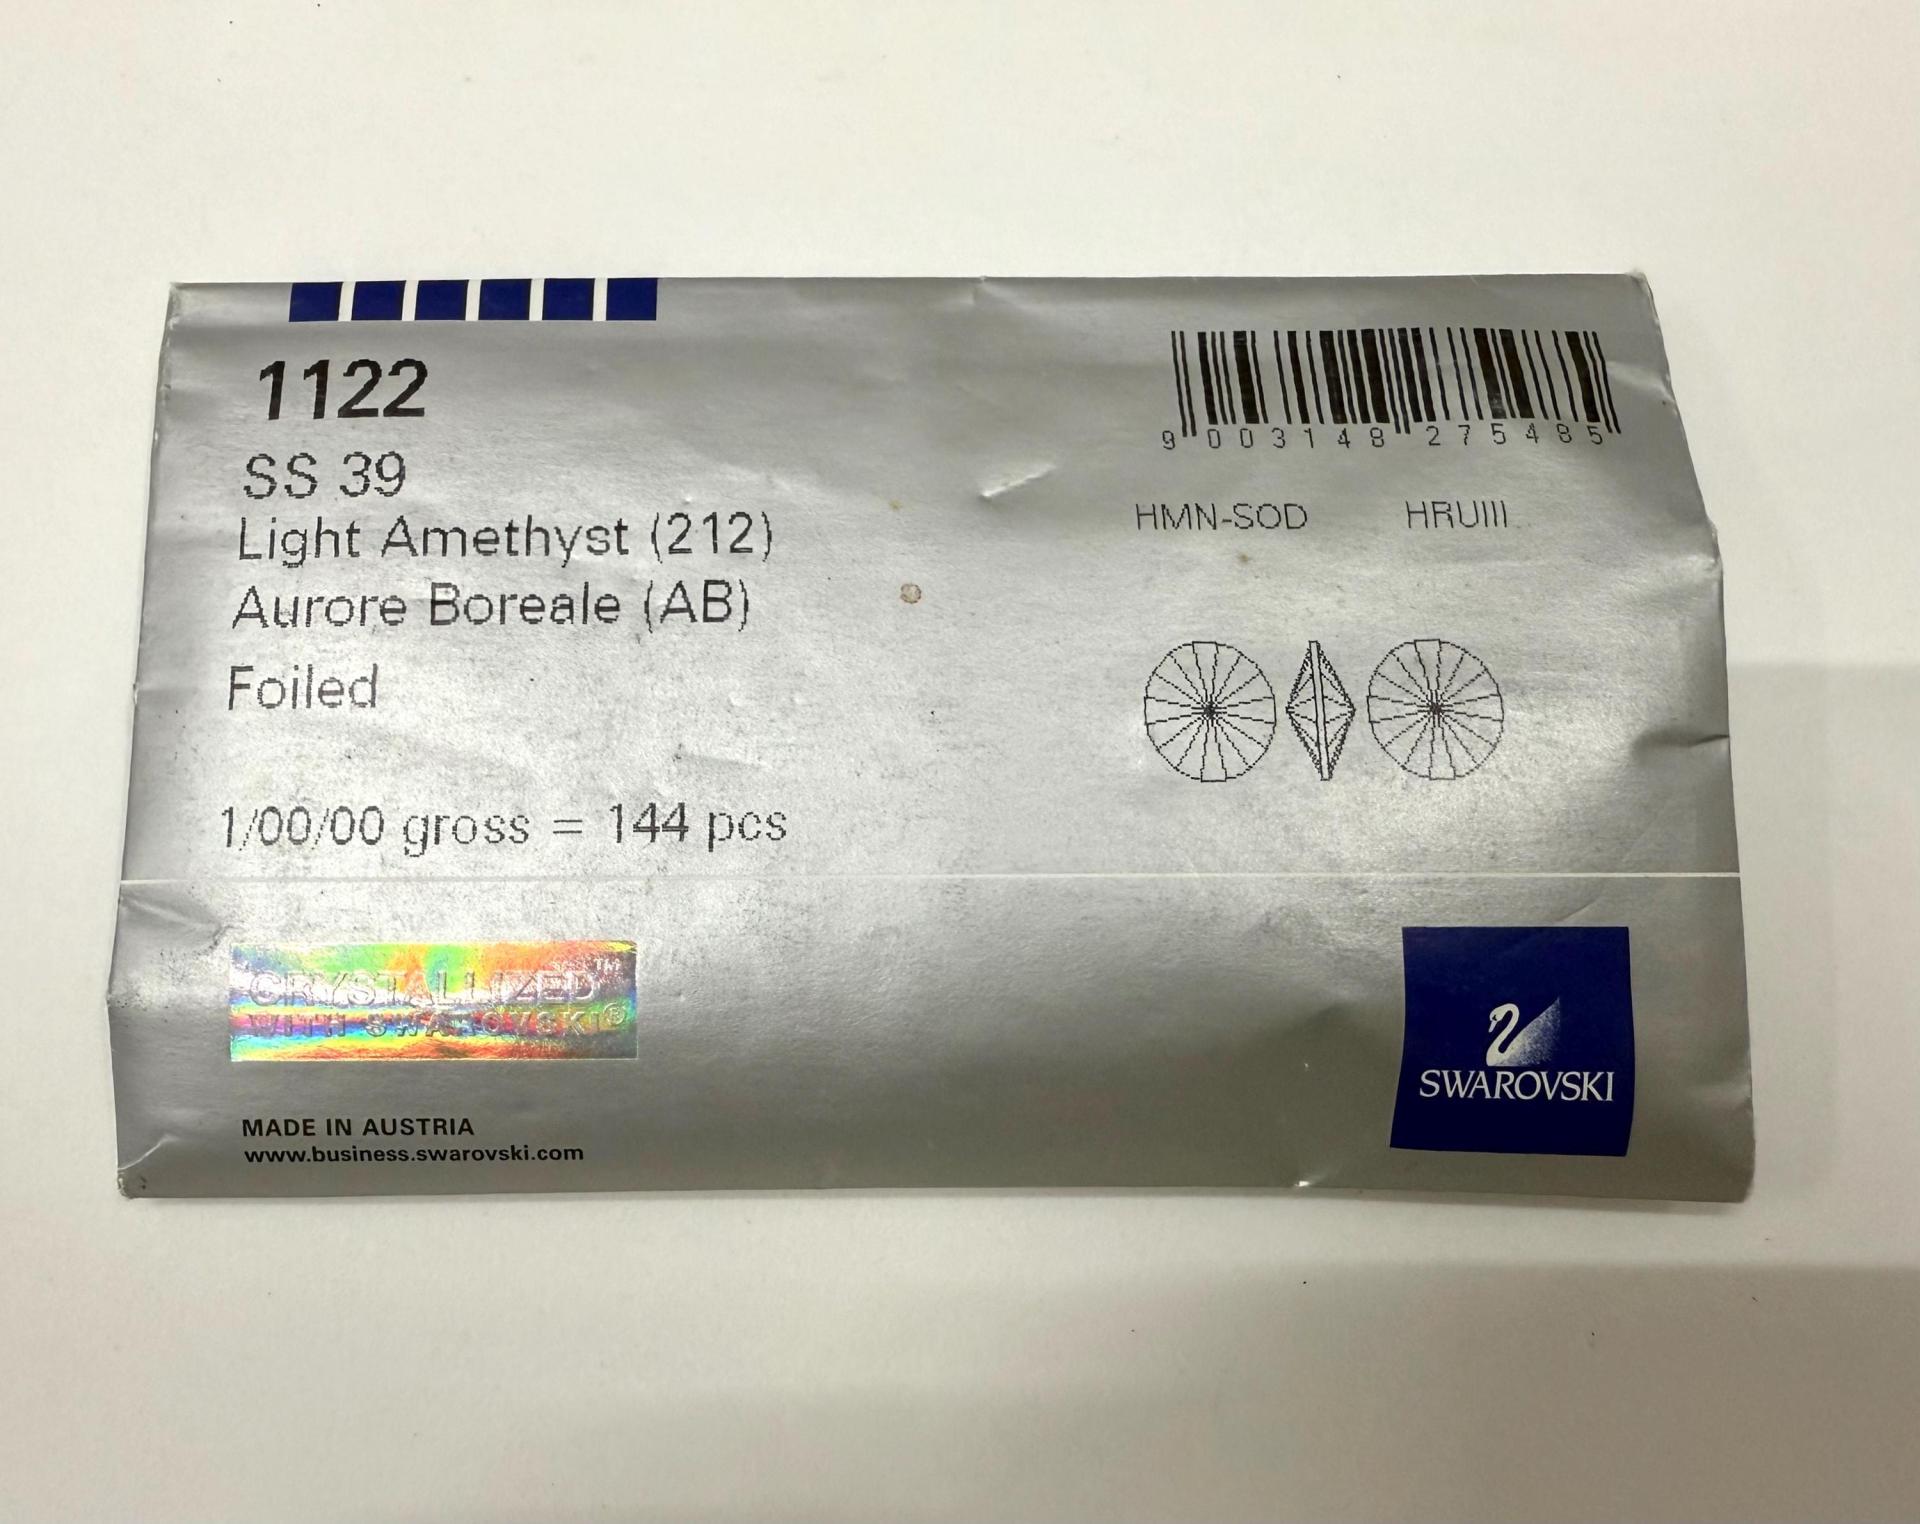 1122
SS 39
Light Amethyst (212)
Aurore Boreale (AB)
Foiled
1/00/00 gross = 144 pcs
9 003148 275485
HMN-SOD HRUIII
CRYSTALLIZED™
WITH SWAROVSKI®
MADE IN AUSTRIA
www.business.swarovski.com
SWAROVSKI